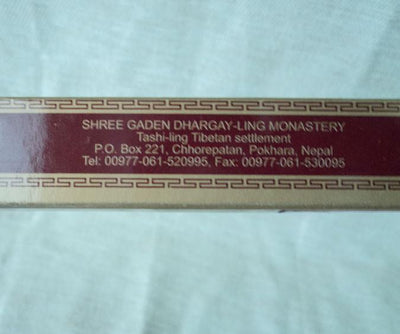 SHREE GADEN DHARGAY-LING MONASTERY
Tashi-ling Tibetan settlement
P.O. Box 221, Chhorepatan, Pokhara, Nepal
Tel: 00977-061-520995, Fax: 00977-061-530095